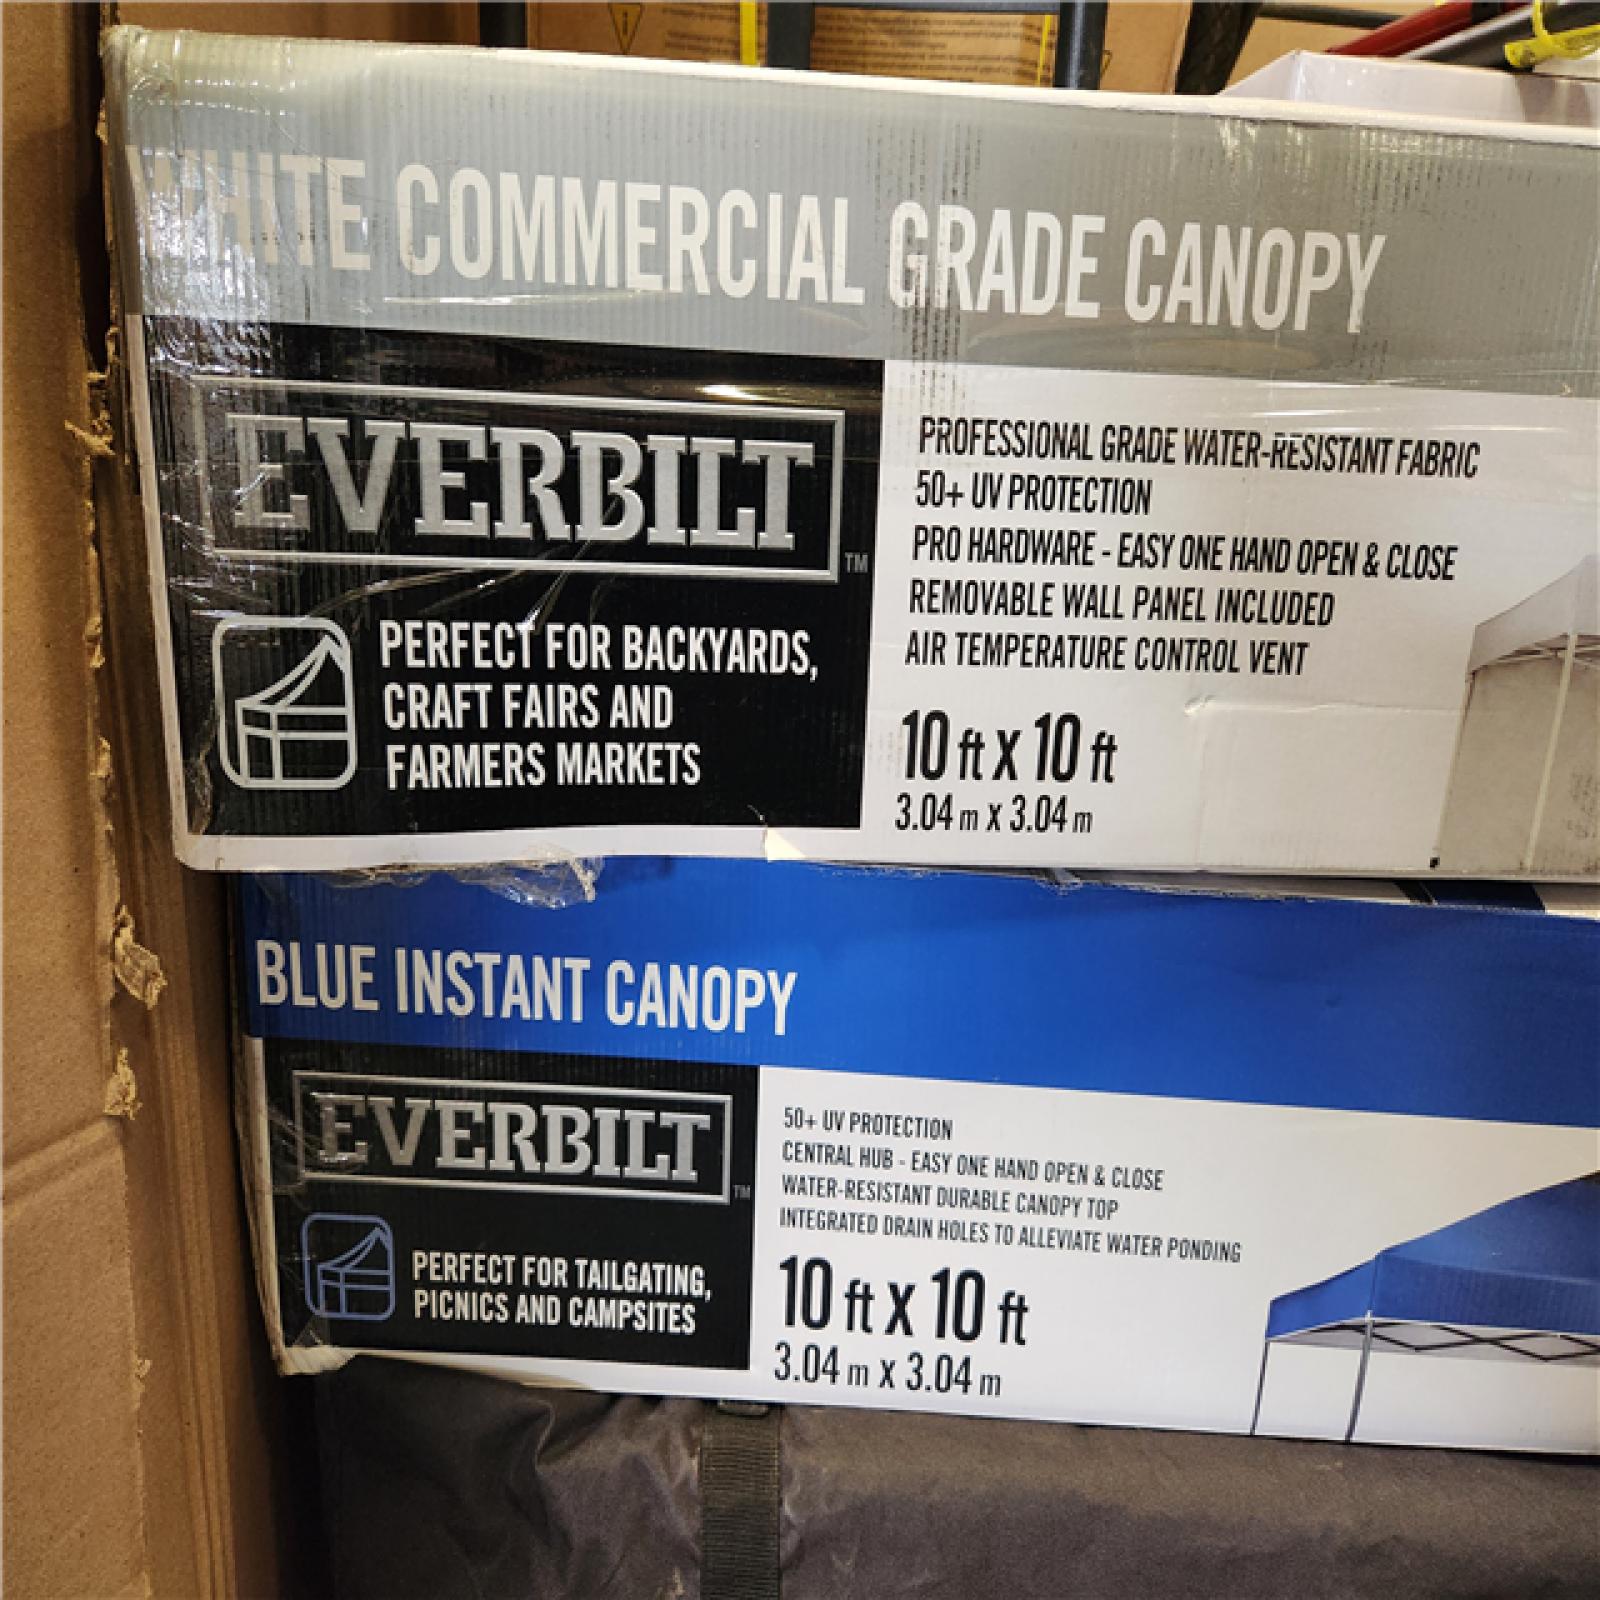 WHITE COMMERCIAL GRADE CANOPY
EVERBILT™
PERFECT FOR BACKYARDS,
CRAFT FAIRS AND
FARMERS MARKETS
PROFESSIONAL GRADE WATER-RESISTANT FABRIC
50+ UV PROTECTION
PRO HARDWARE - EASY ONE HAND OPEN & CLOSE
REMOVABLE WALL PANEL INCLUDED
AIR TEMPERATURE CONTROL VENT
10 ft X 10 ft
3.04 m X 3.04 m
BLUE INSTANT CANOPY
EVERBILT™
PERFECT FOR TAILGATING,
PICNICS AND CAMPSITES
50+ UV PROTECTION
CENTRAL HUB - EASY ONE HAND OPEN & CLOSE
WATER-RESISTANT DURABLE CANOPY TOP
INTEGRATED DRAIN HOLES TO ALLEVIATE WATER PONDING
10 ft X 10 ft
3.04 m X 3.04 m